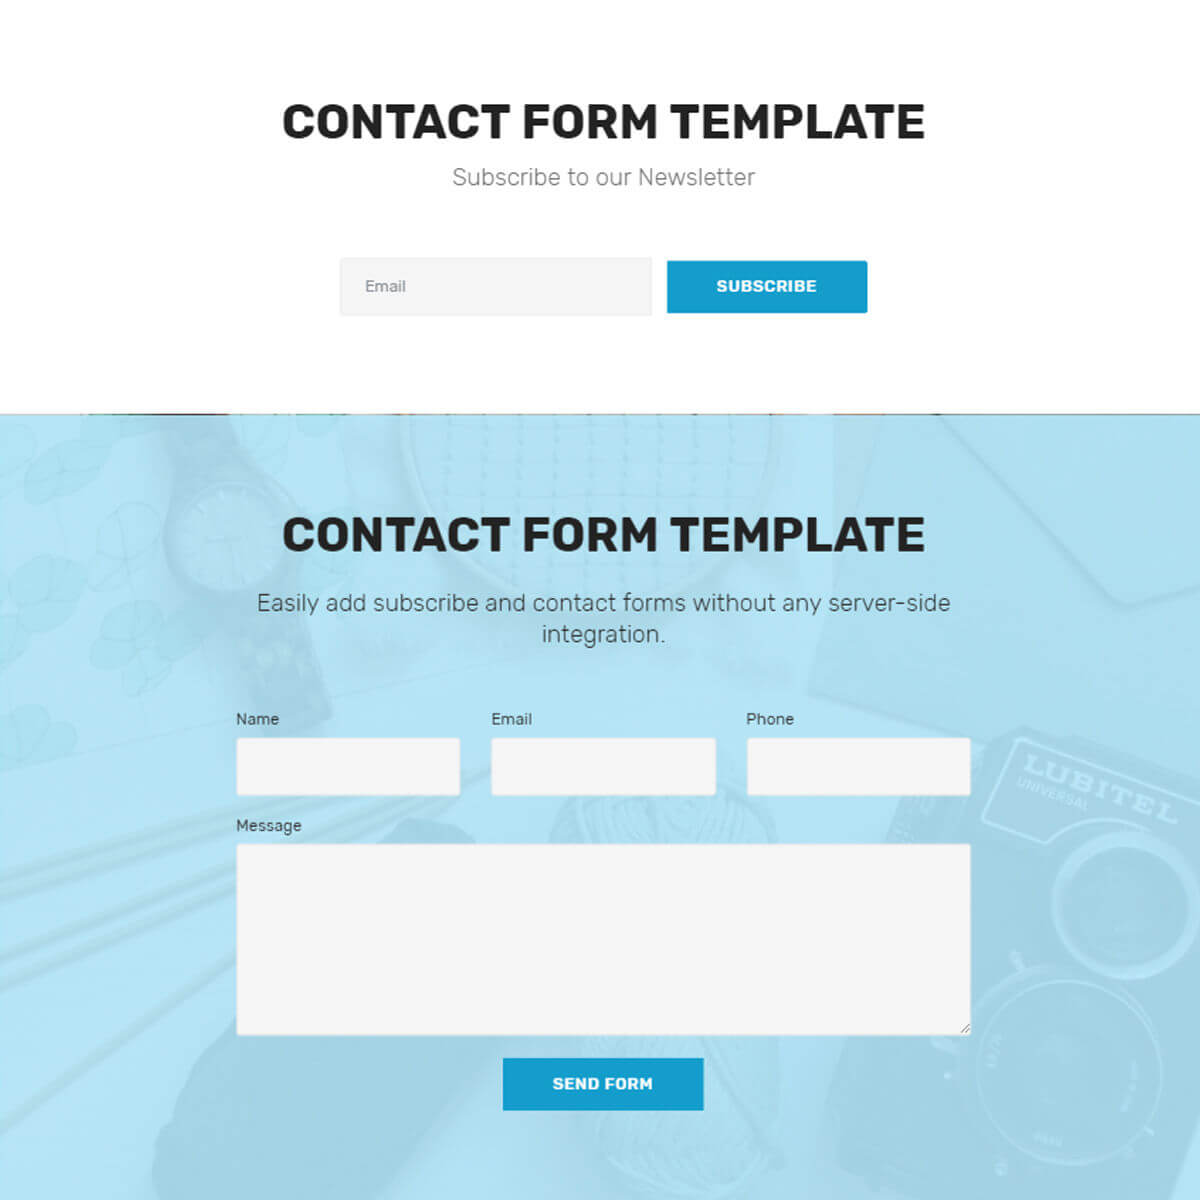 CONTACT FORM TEMPLATE
Subscribe to our Newsletter
Email
SUBSCRIBE
CONTACT FORM TEMPLATE
Easily add subscribe and contact forms without any server-side
integration.
Name
Email
Phone
LUBITEL
UNIVERSAL
Message
SEND FORM